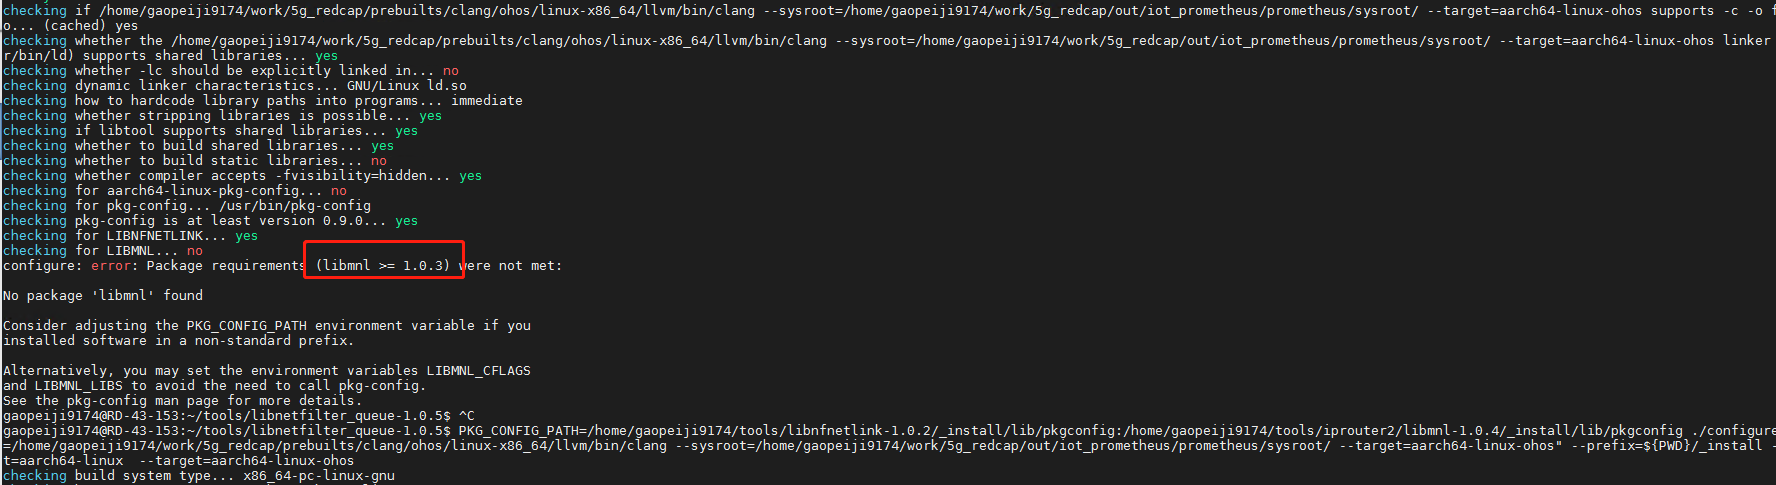 checking if /home/gaopeiji9174/work/5g_redcap/prebuilts/clang/ohos/linux-x86_64/llvm/bin/clang --sysroot=/home/gaopeiji9174/work/5g_redcap/out/iot_prometheus/prometheus/sysroot/ --target=aarch64-linux-ohos supports -c -o f
o... (cached) yes
checking whether the /home/gaopeiji9174/work/5g_redcap/prebuilts/clang/ohos/linux-x86_64/llvm/bin/clang --sysroot=/home/gaopeiji9174/work/5g_redcap/out/iot_prometheus/prometheus/sysroot/ --target=aarch64-linux-ohos linker
r/bin/ld) supports shared libraries... yes
checking whether -lc should be explicitly linked in... no
checking dynamic linker characteristics... GNU/Linux ld.so
checking how to hardcode library paths into programs... immediate
checking whether stripping libraries is possible... yes
checking if libtool supports shared libraries... yes
checking whether to build shared libraries... yes
checking whether to build static libraries... no
checking whether compiler accepts -fvisibility=hidden... yes
checking for aarch64-linux-pkg-config... no
checking for pkg-config... /usr/bin/pkg-config
checking pkg-config is at least version 0.9.0... yes
checking for LIBNFNETLINK... yes
checking for LIBMNL... no
configure: error: Package requirements (libmnl >= 1.0.3) were not met:
No package 'libmnl' found
Consider adjusting the PKG_CONFIG_PATH environment variable if you
installed software in a non-standard prefix.
Alternatively, you may set the environment variables LIBMNL_CFLAGS
and LIBMNL_LIBS to avoid the need to call pkg-config.
See the pkg-config man page for more details.
gaopeiji9174@RD-43-153:~/tools/libnetfilter_queue-1.0.5$ ^C
gaopeiji9174@RD-43-153:~/tools/libnetfilter_queue-1.0.5$ PKG_CONFIG_PATH=/home/gaopeiji9174/tools/libnfnetlink-1.0.2/_install/lib/pkgconfig:/home/gaopeiji9174/tools/iprouter2/libmnl-1.0.4/_install/lib/pkgconfig ./configure
=/home/gaopeiji9174/work/5g_redcap/prebuilts/clang/ohos/linux-x86_64/llvm/bin/clang --sysroot=/home/gaopeiji9174/work/5g_redcap/out/iot_prometheus/prometheus/sysroot/ --target=aarch64-linux-ohos" --prefix=${PWD}/_install -
t=aarch64-linux  --target=aarch64-linux-ohos
checking build system type... x86_64-pc-linux-gnu